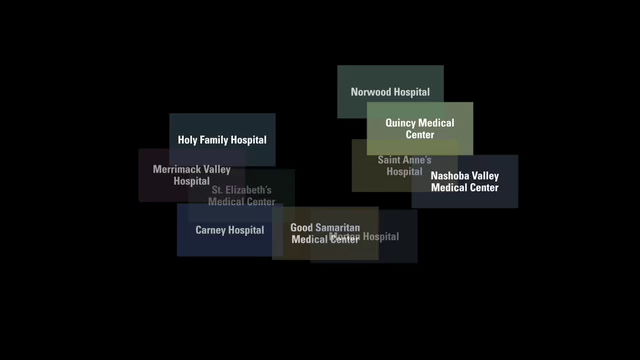 Norwood Hospital
Quincy Medical
Center
Holy Family Hospital
Saint Anne's
Hospital
Merrimack Valley
Hospital
Nashoba Valley
Medical Center
St. Elizabeth's
Medical Center
Carney Hospital
Good Samaritan
Medical Center
Morton Hospital